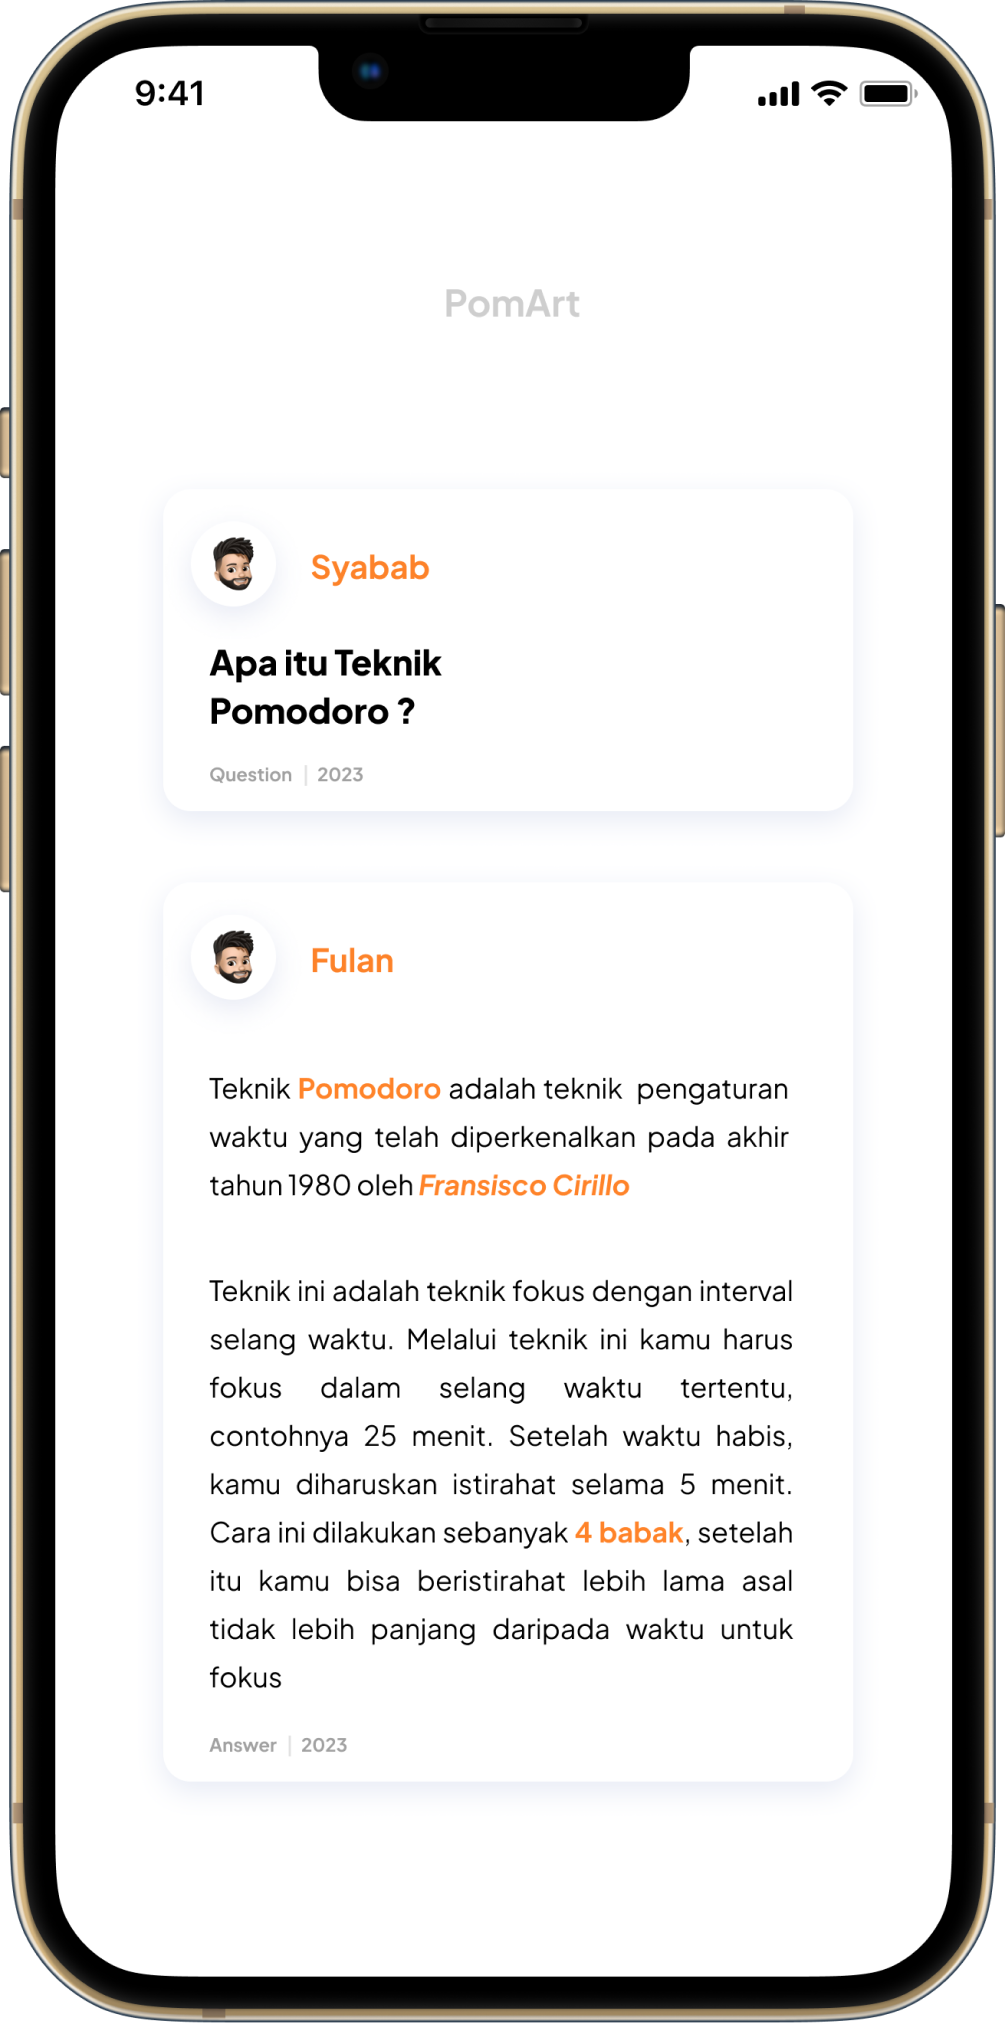 9:41
PomArt
Syabab
Apa itu Teknik
Pomodoro ?
Question | 2023
Fulan
Teknik Pomodoro adalah teknik pengaturan
waktu yang telah diperkenalkan pada akhir
tahun 1980 oleh Fransisco Cirillo
Teknik ini adalah teknik fokus dengan interval
selang waktu. Melalui teknik ini kamu harus
fokus dalam selang waktu tertentu,
contohnya 25 menit. Setelah waktu habis,
kamu diharuskan istirahat selama 5 menit.
Cara ini dilakukan sebanyak 4 babak, setelah
itu kamu bisa beristirahat lebih lama asal
tidak lebih panjang daripada waktu untuk
fokus
Answer | 2023